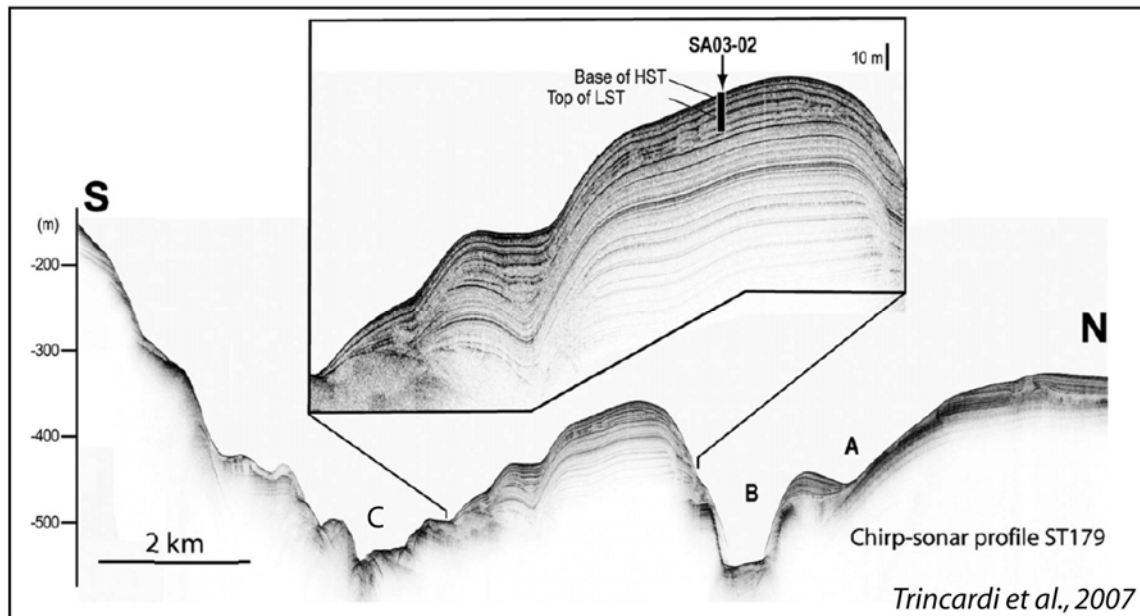 SA03-02
10 m
Base of HST
Top of LST
S
(m)
-200
N
-300
-400
A
B
-500
C
Chirp-sonar profile ST179
2 km
Trincardi et al., 2007